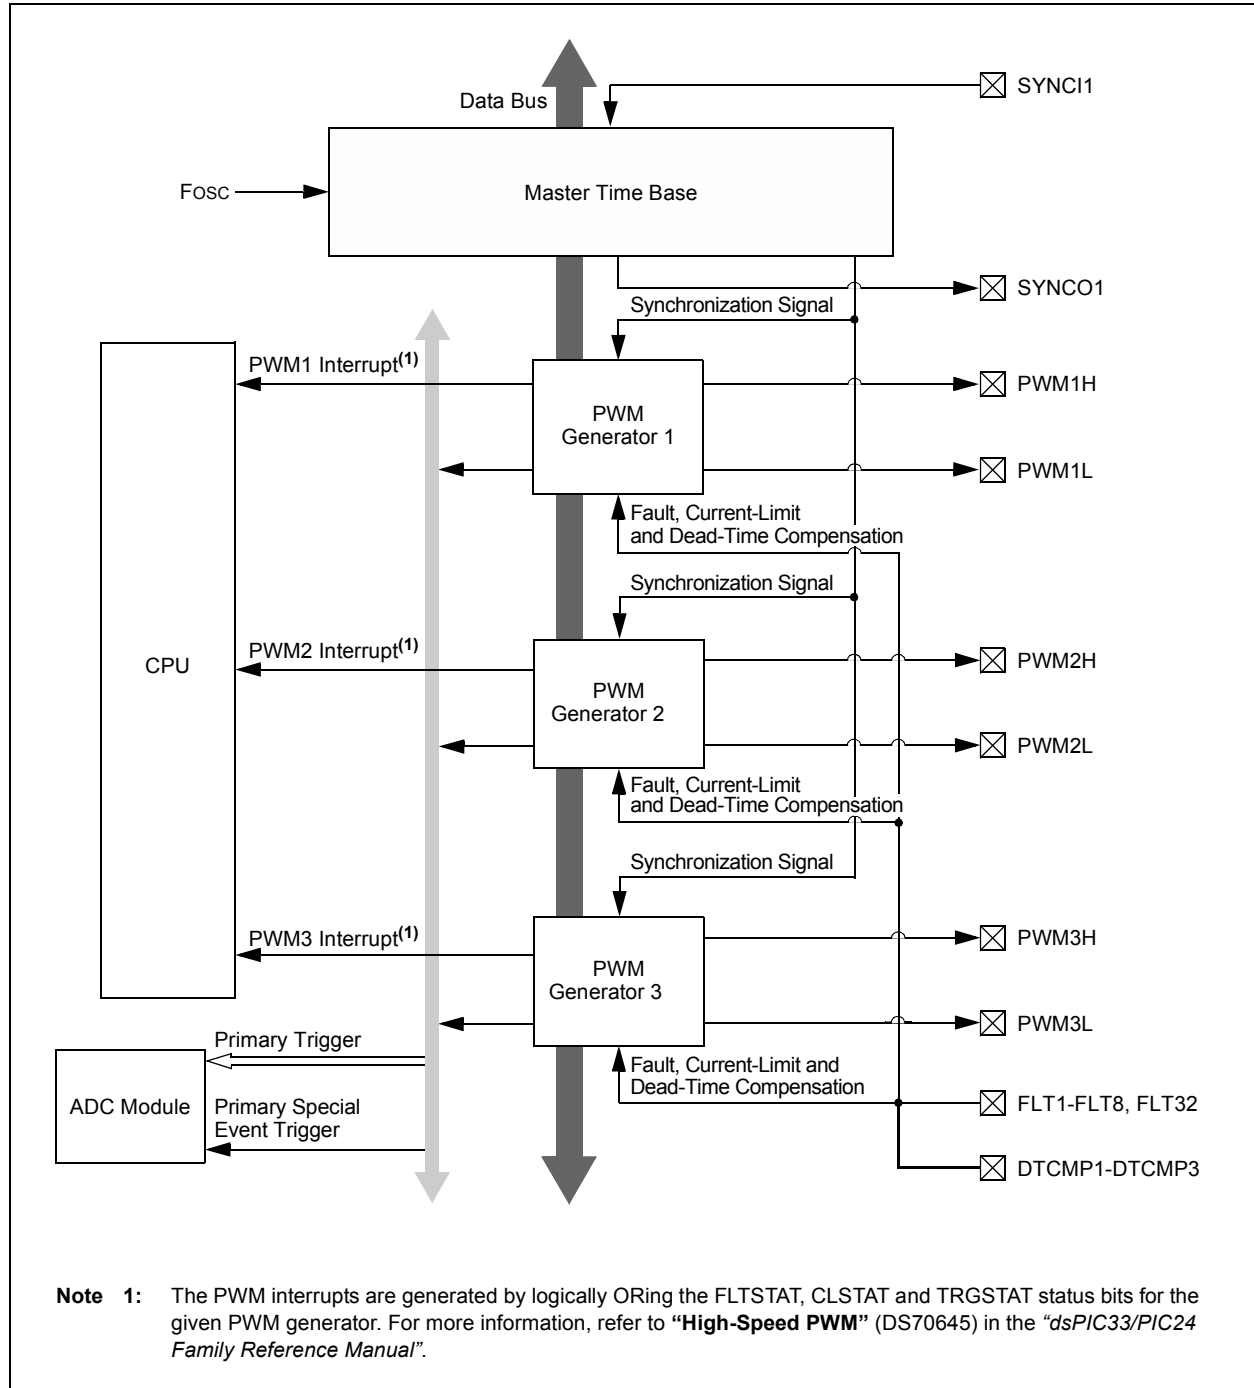 SYNCI1
Data Bus
Master Time Base
FOSC
SYNCO1
Synchronization Signal
PWM1 Interrupt(1)
PWM1H
PWM
Generator 1
PWM1L
Fault, Current-Limit
and Dead-Time Compensation
Synchronization Signal
CPU
PWM2 Interrupt(1)
PWM2H
PWM
Generator 2
PWM2L
Fault, Current-Limit
and Dead-Time Compensation
Synchronization Signal
PWM3 Interrupt(1)
PWM3H
PWM
Generator 3
PWM3L
Primary Trigger
Fault, Current-Limit and
Dead-Time Compensation
ADC Module
Primary Special
Event Trigger
FLT1-FLT8, FLT32
DTCMP1-DTCMP3
Note 1: The PWM interrupts are generated by logically ORing the FLTSTAT, CLSTAT and TRGSTAT status bits for the
given PWM generator. For more information, refer to “High-Speed PWM” (DS70645) in the “dsPIC33/PIC24
Family Reference Manual”.